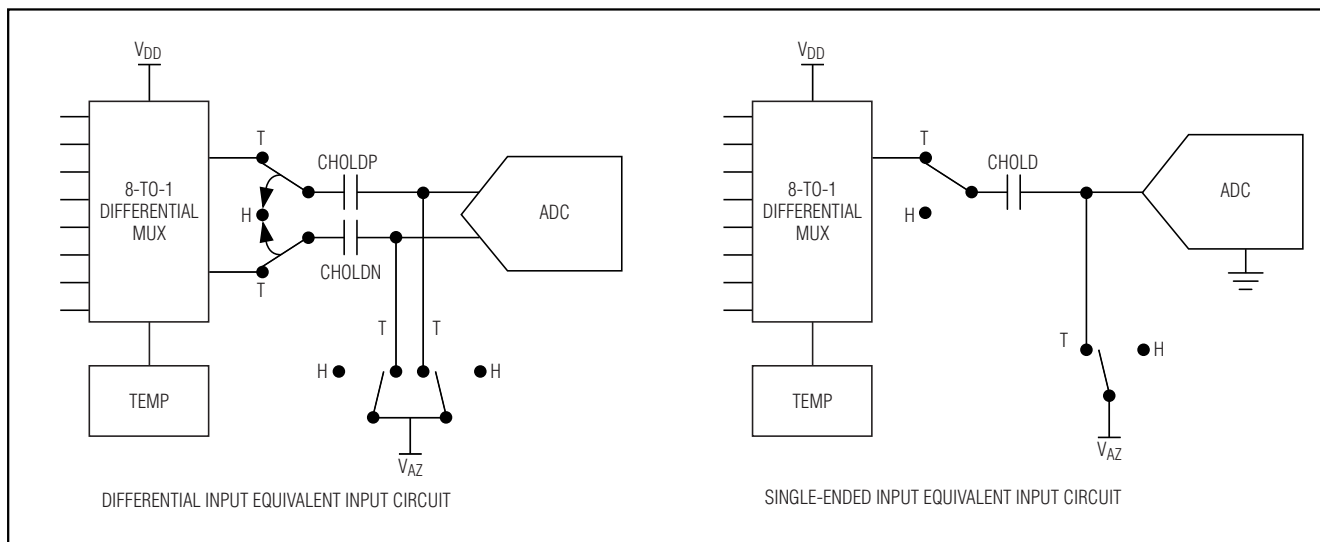 VDD
T
8-TO-1
DIFFERENTIAL
MUX
H
T
CHOLDP
CHOLDN
ADC
T
T
H
H
TEMP
VAZ
DIFFERENTIAL INPUT EQUIVALENT INPUT CIRCUIT
VDD
T
8-TO-1
DIFFERENTIAL
MUX
H
CHOLD
ADC
T
H
TEMP
VAZ
SINGLE-ENDED INPUT EQUIVALENT INPUT CIRCUIT